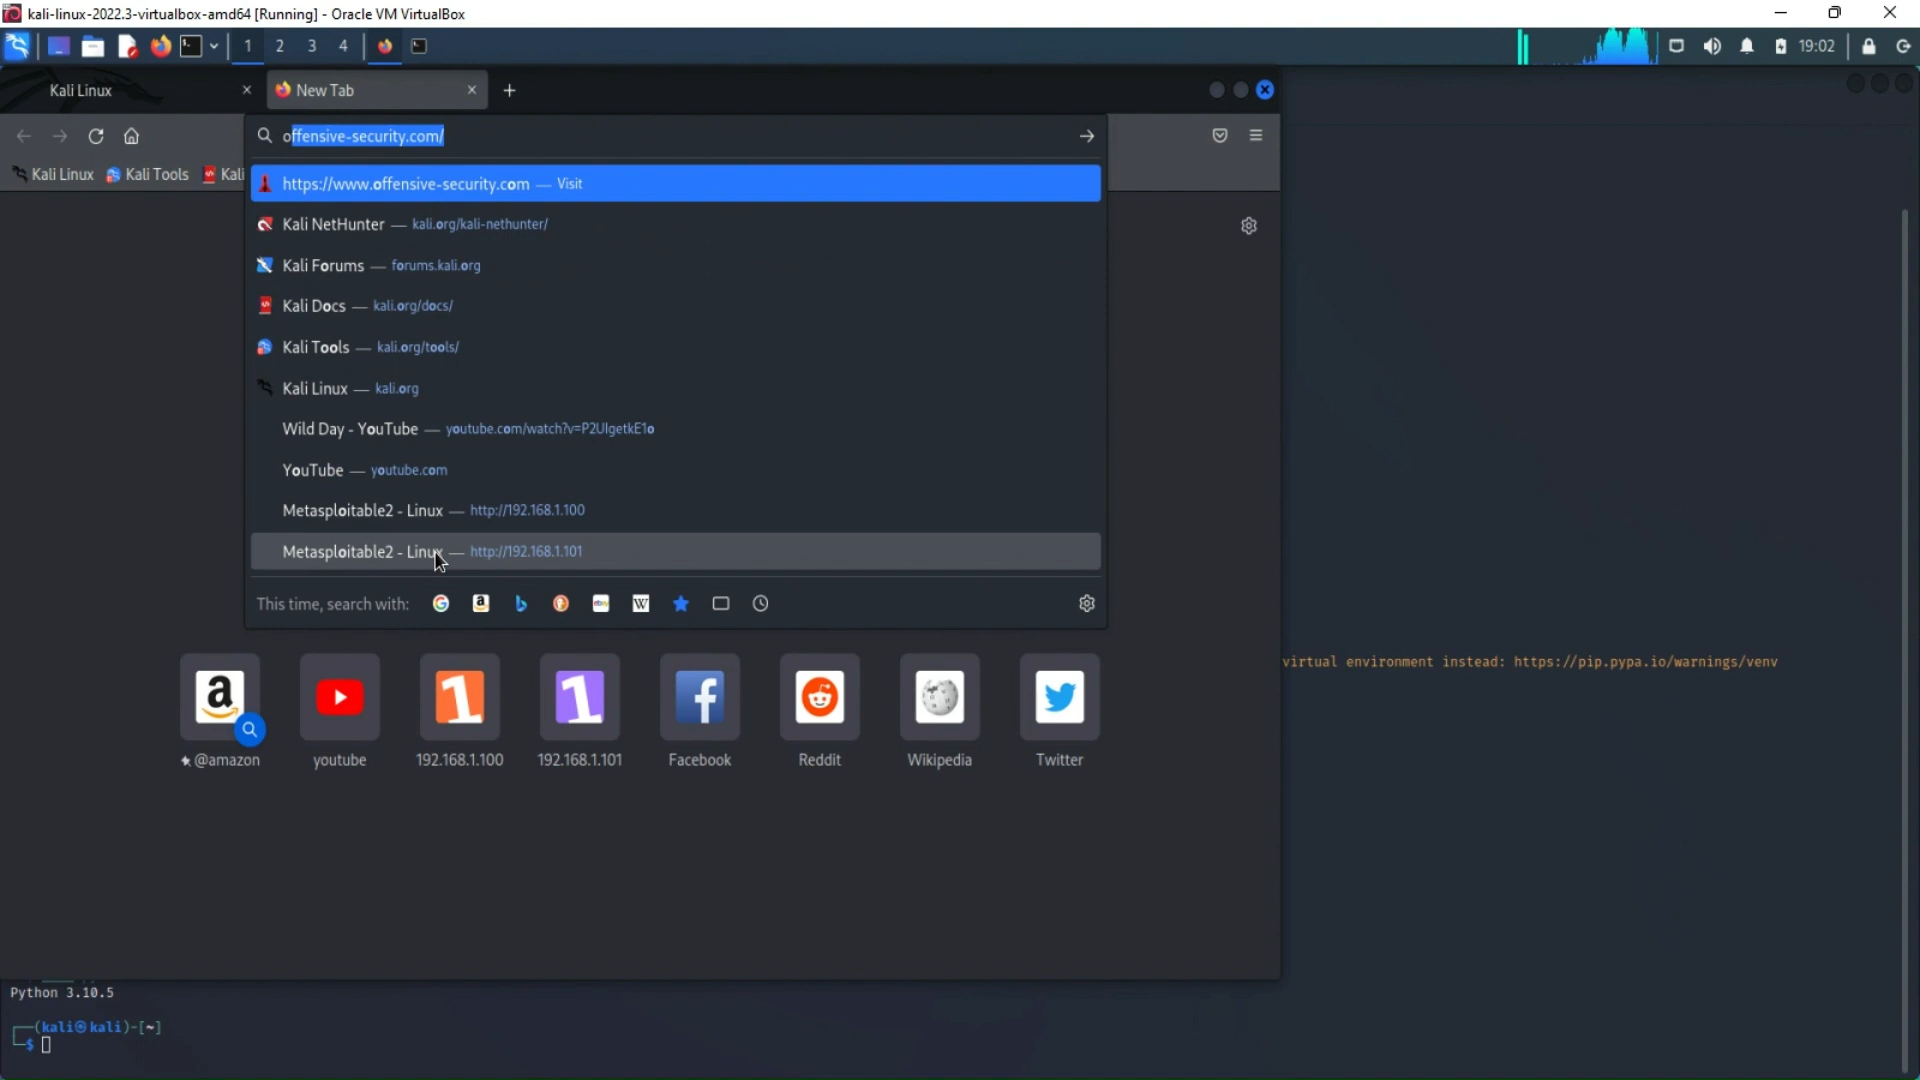 kali-linux-2022.3-virtualbox-amd64 [Running] - Oracle VM VirtualBox
1 2 3 4 19:02
Kali Linux New Tab
offensive-security.com/
Kali Linux Kali Tools Kali
https://www.offensive-security.com — Visit
Kali NetHunter — kali.org/kali-nethunter/
Kali Forums — forums.kali.org
Kali Docs — kali.org/docs/
Kali Tools — kali.org/tools/
Kali Linux — kali.org
Wild Day - YouTube — youtube.com/watch?v=P2UlgetkE1o
YouTube — youtube.com
Metasploitable2 - Linux — http://192.168.1.100
Metasploitable2 - Linux — http://192.168.1.101
This time, search with:
virtual environment instead: https://pip.pypa.io/warnings/venv
@amazon youtube 192.168.1.100 192.168.1.101 Facebook Reddit Wikipedia Twitter
Python 3.10.5
(kali㉿kali)-[~]
$